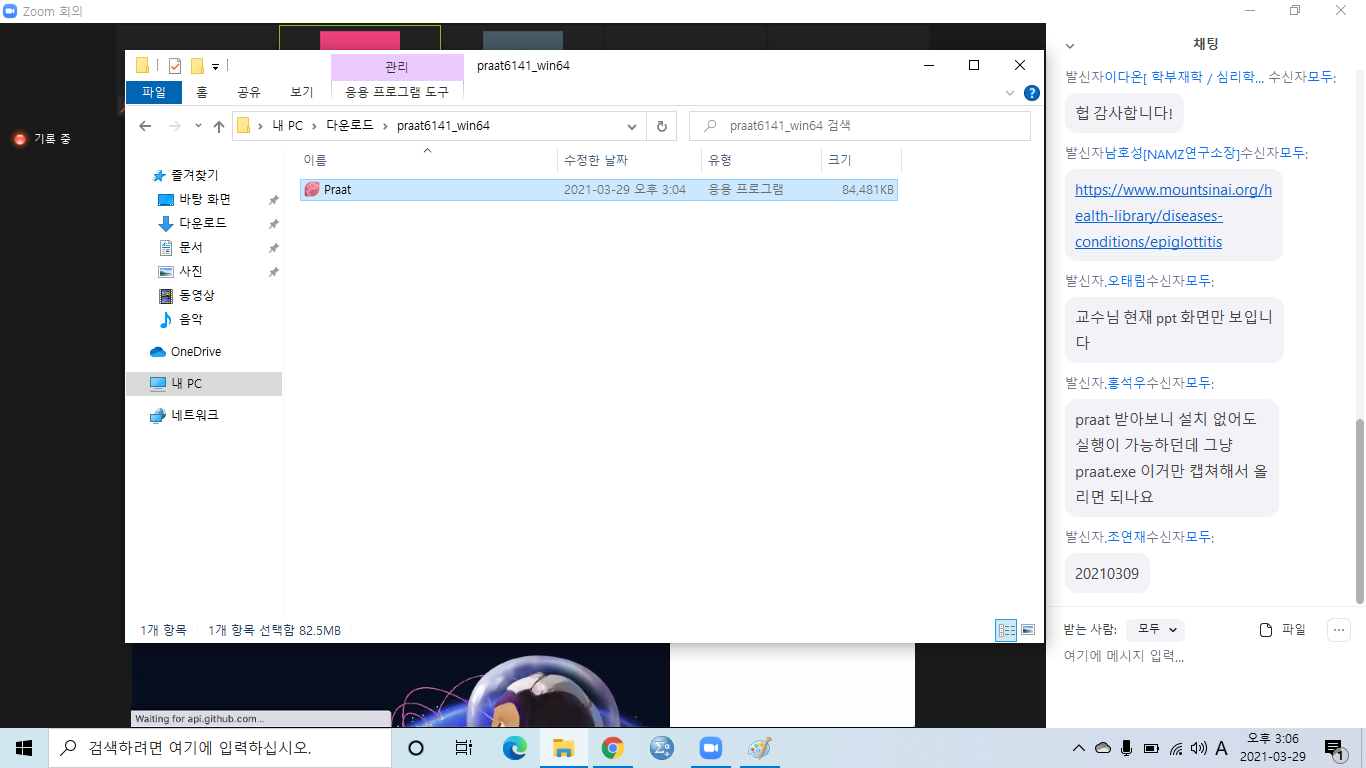 Zoom 회의
기록 중
관리
praat6141_win64
파일
홈
공유
보기
응용 프로그램 도구
내 PC
다운로드
praat6141_win64
praat6141_win64 검색
이름
수정한 날짜
유형
크기
Praat
2021-03-29 오후 3:04
응용 프로그램
84,481KB
즐겨찾기
바탕 화면
다운로드
문서
사진
동영상
음악
OneDrive
내 PC
네트워크
1개 항목
1개 항목 선택함 82.5MB
Waiting for api.github.com...
채팅
발신자이다온[ 학부재학 / 심리학... 수신자모두:
헙 감사합니다!
발신자남호성[NAMZ연구소장]수신자모두:
https://www.mountsinai.org/h
ealth-library/diseases-
conditions/epiglottitis
발신자.오태림수신자모두:
교수님 현재 ppt 화면만 보입니
다
발신자.홍석우수신자모두:
praat 받아보니 설치 없어도
실행이 가능하던데 그냥
praat.exe 이거만 캡쳐해서 올
리면 되나요
발신자.조연재수신자모두:
20210309
받는 사람:
모두
파일
여기에 메시지 입력...
검색하려면 여기에 입력하십시오.
A
오후 3:06
2021-03-29
1